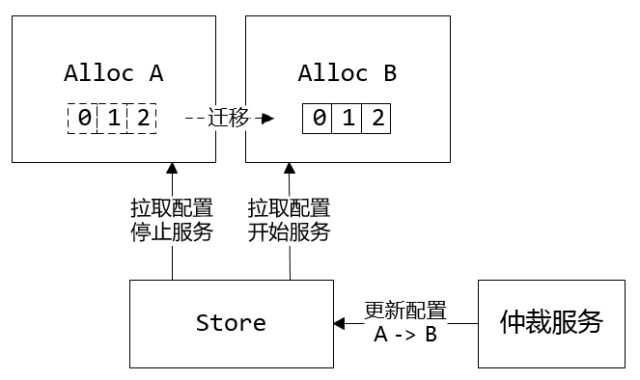 Alloc A
Alloc B
0 1 2
迁移
0 1 2
拉取配置
停止服务
拉取配置
开始服务
Store
更新配置
A -> B
仲裁服务